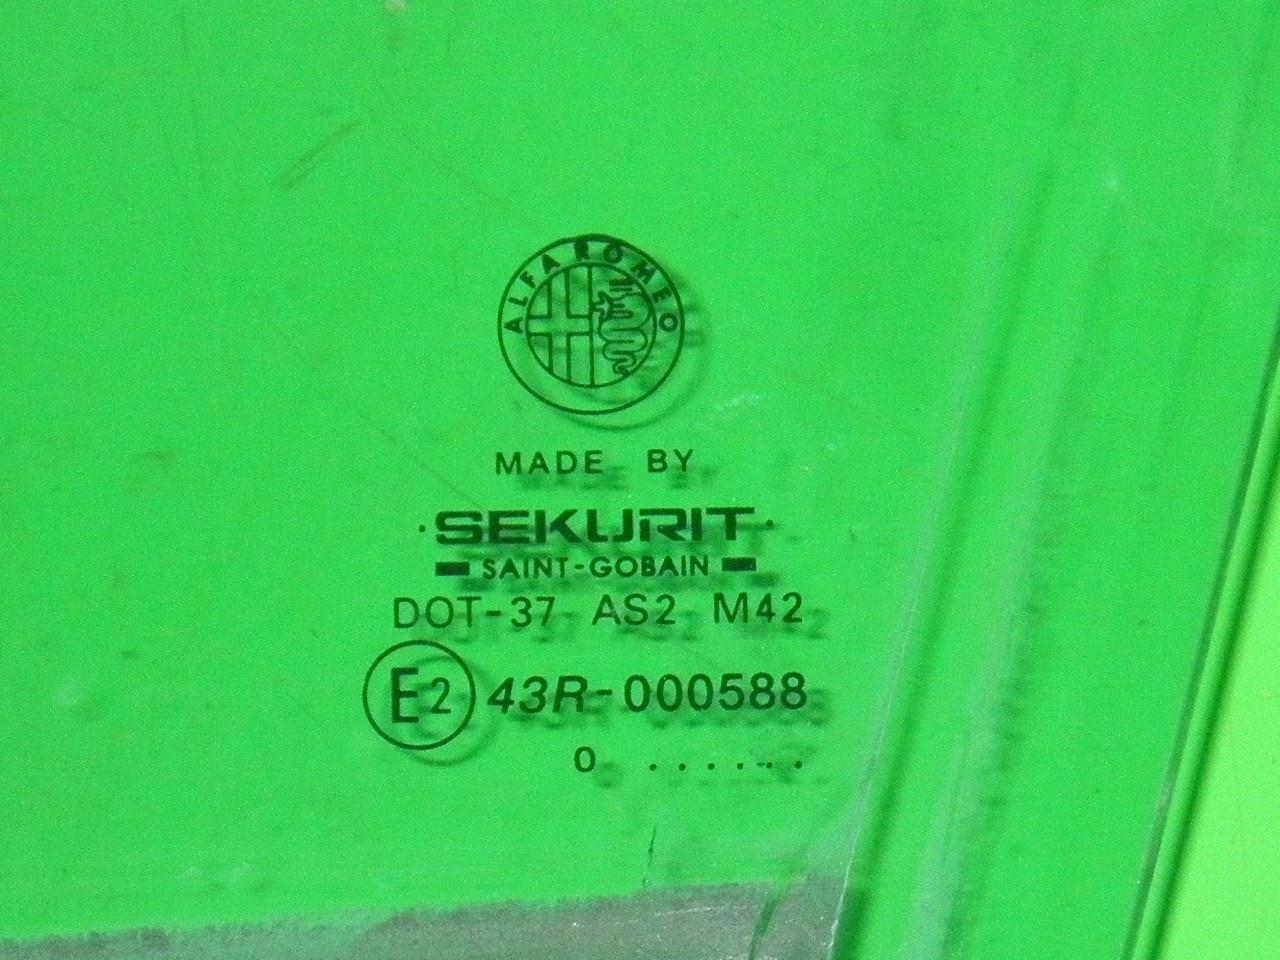 ALFA ROMEO
MADE BY
·SEKURIT·
SAINT-GOBAIN
DOT-37 AS2 M42
E2 43R-000588
0 ......